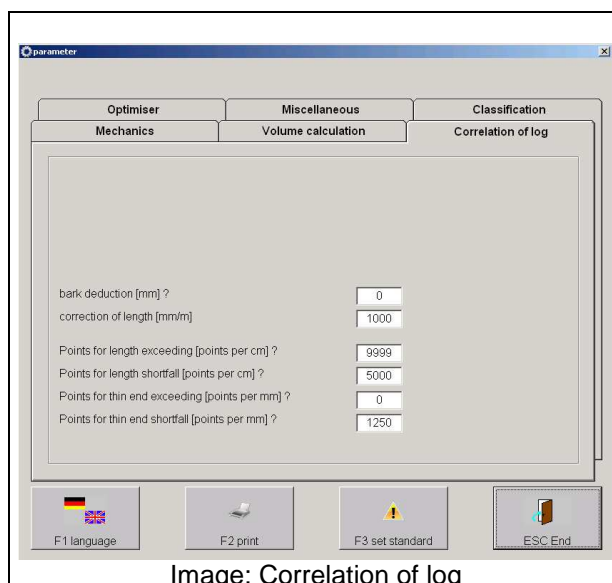 parameter
Optimiser Miscellaneous Classification
Mechanics Volume calculation Correlation of log
bark deduction [mm] ? 0
correction of length [mm/m] 1000
Points for length exceeding [points per cm] ? 9999
Points for length shortfall [points per cm] ? 5000
Points for thin end exceeding [points per mm] ? 0
Points for thin end shortfall [points per mm] ? 1250
F1 language F2 print F3 set standard ESC End
Image: Correlation of log